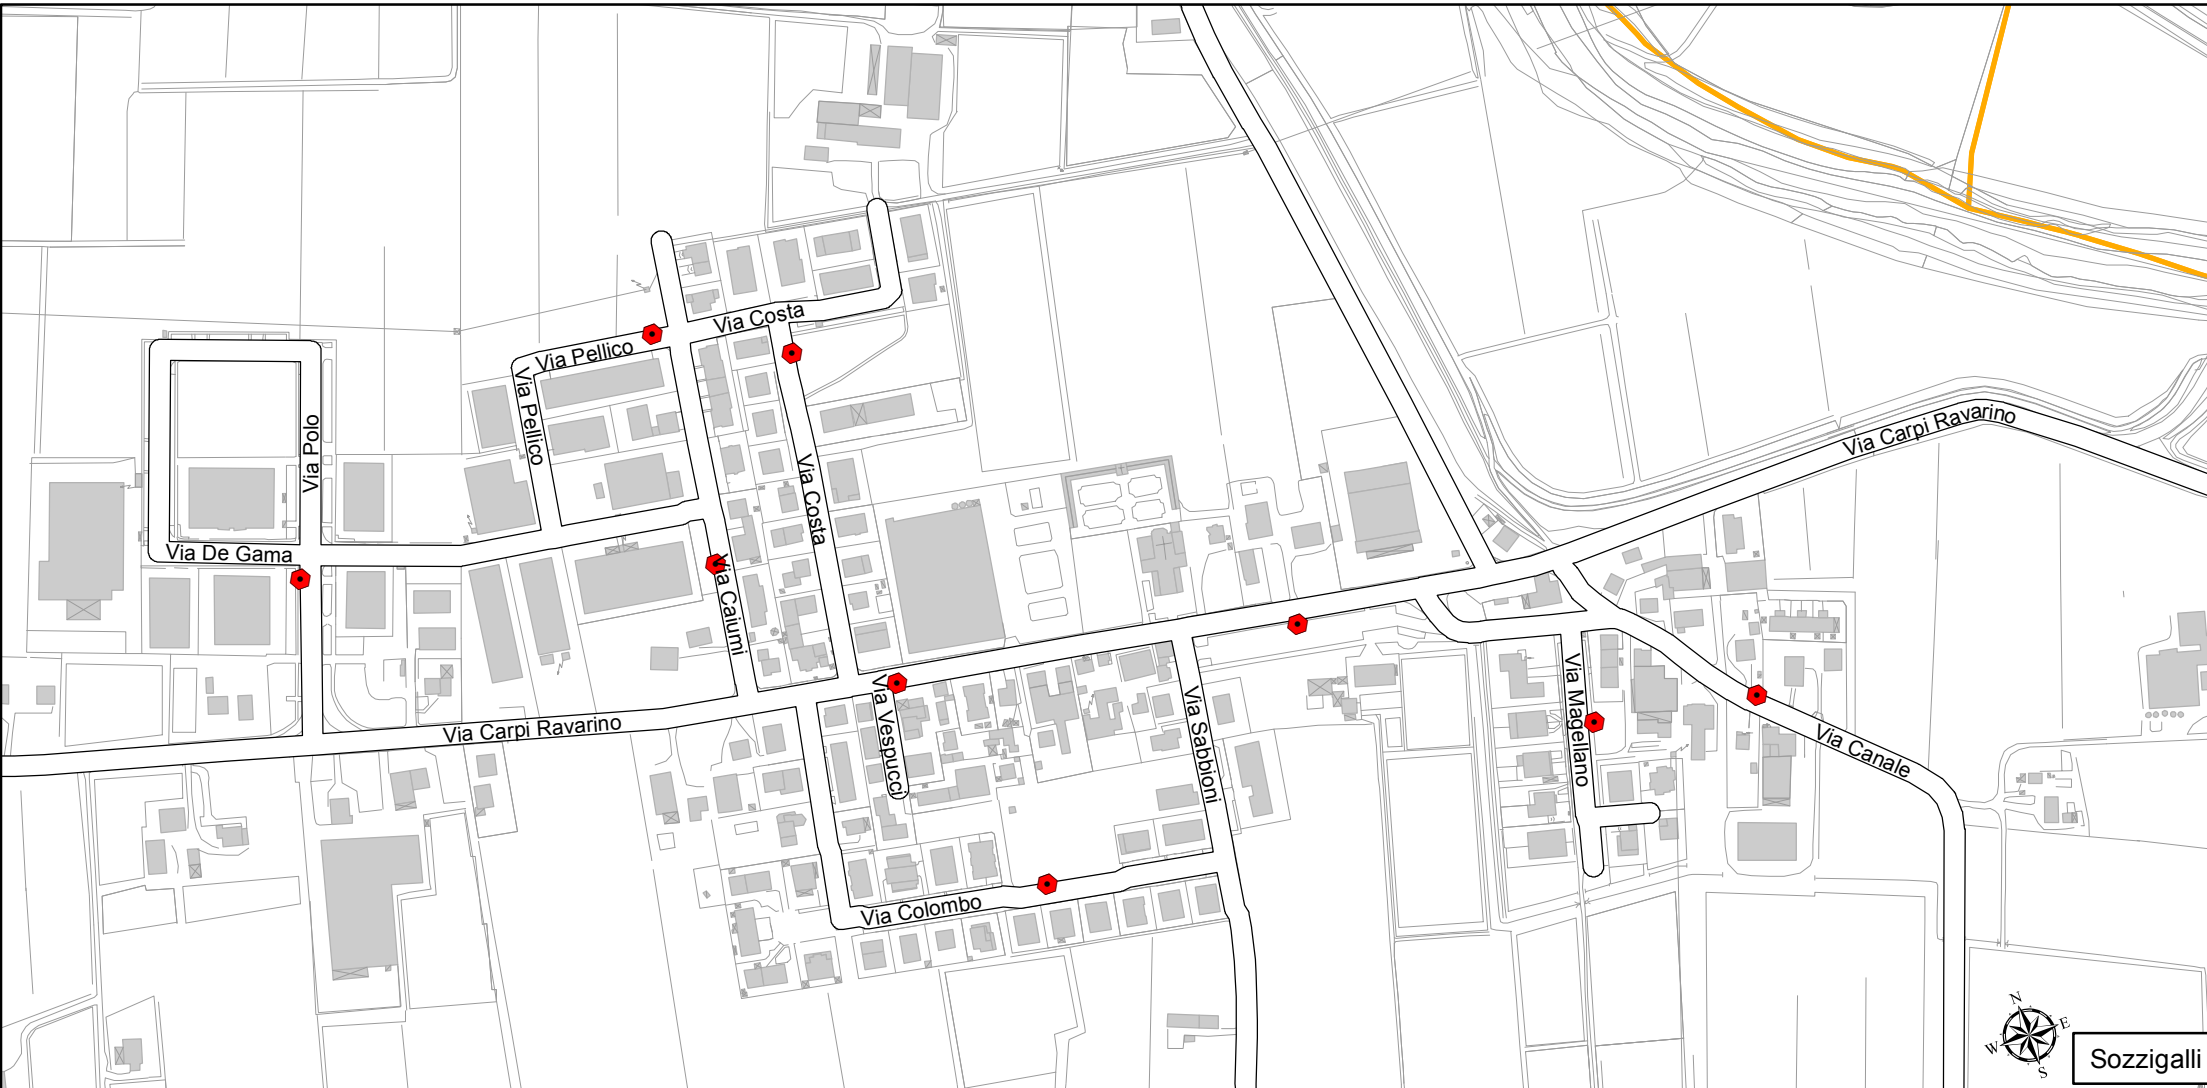 Via Costa
Via Pellico
Via Pellico
Via Polo
Via Carpi Ravarino
Via Costa
Via De Gama
Via Caiumi
Via Magellano
Via Vespucci
Via Sabbioni
Via Carpi Ravarino
Via Canale
Via Colombo
N
E
W
S
Sozzigalli